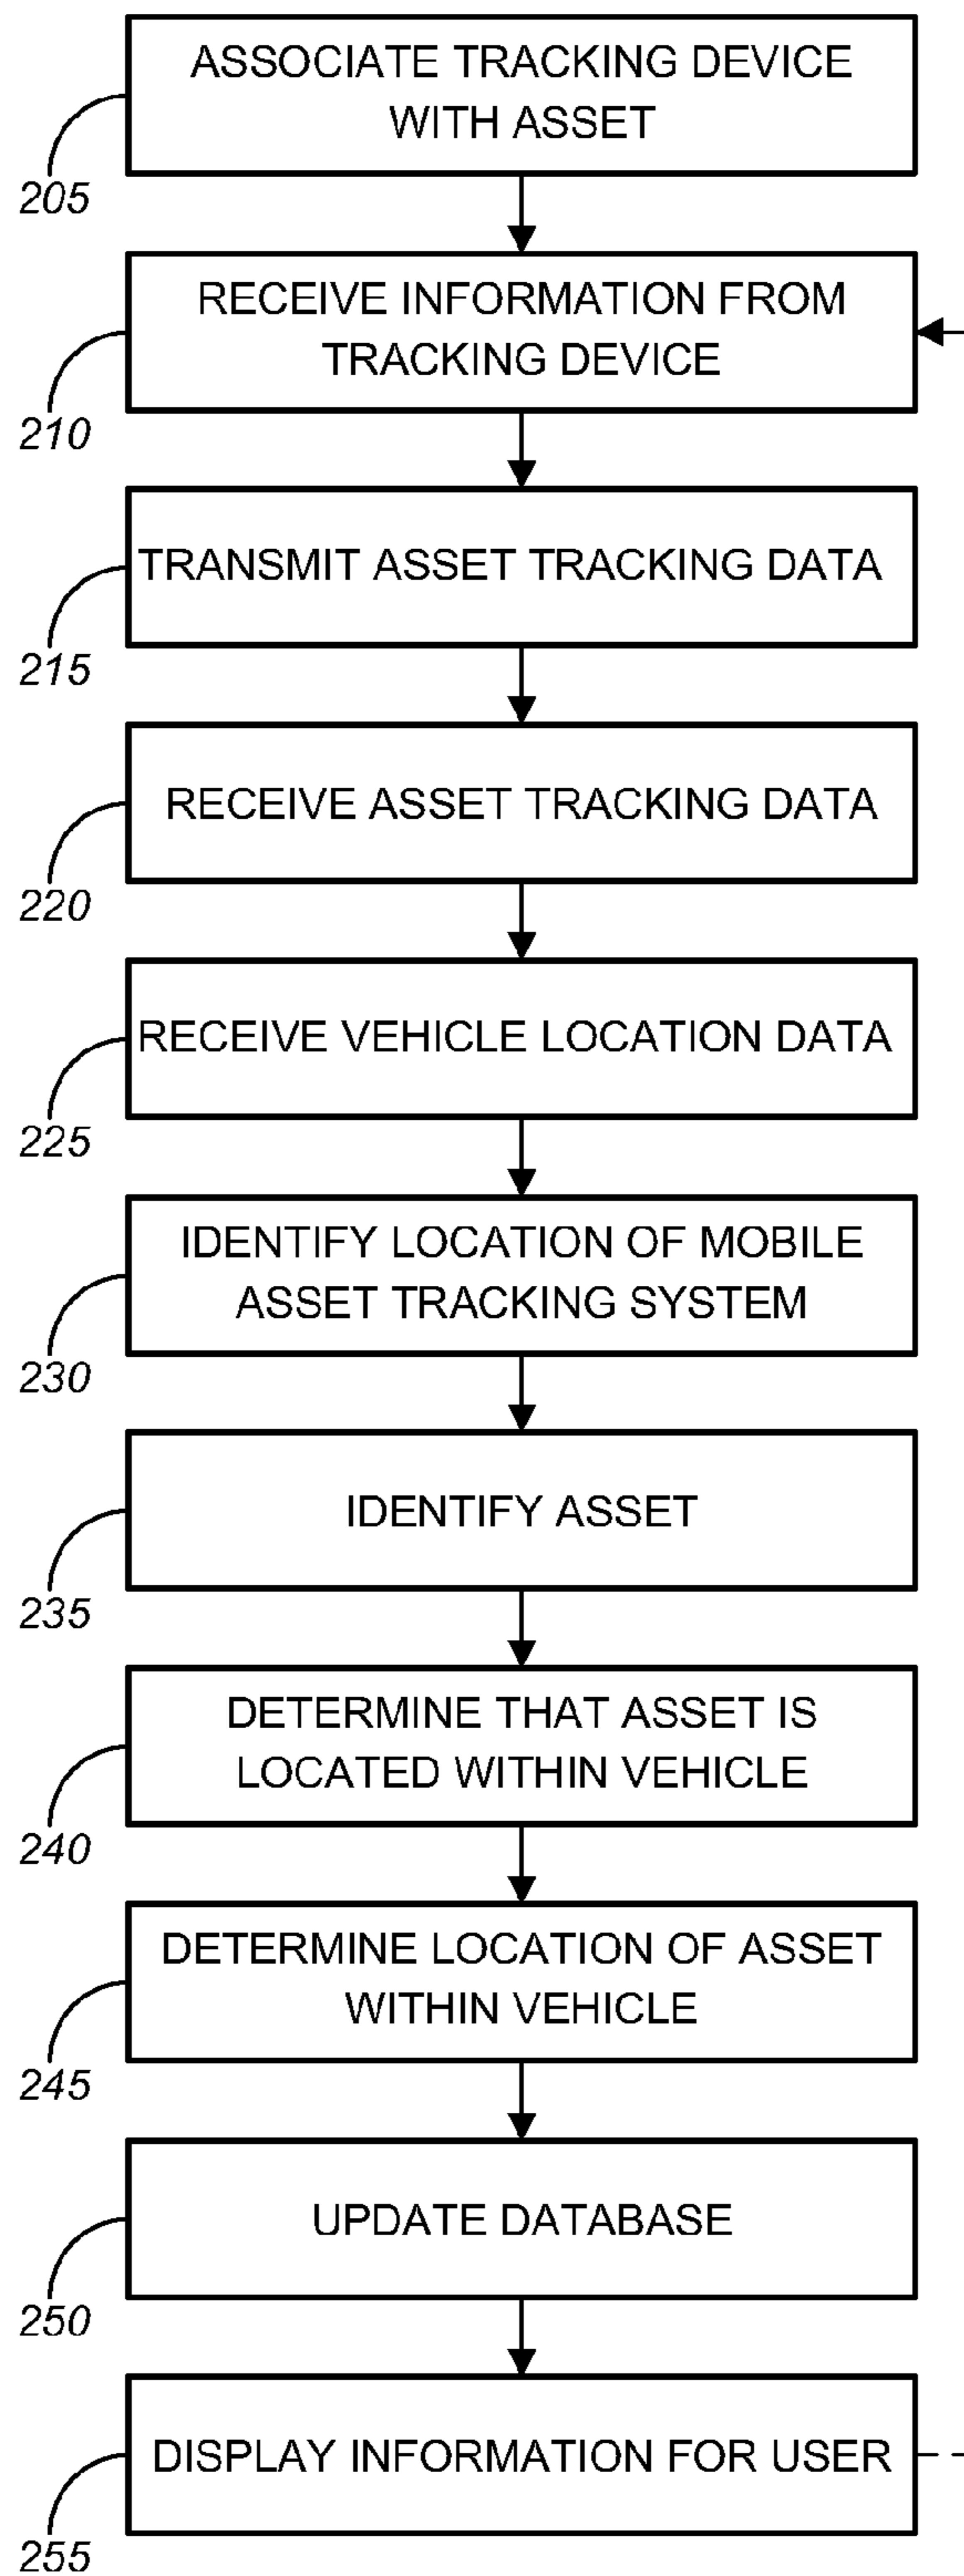 ASSOCIATE TRACKING DEVICE
WITH ASSET
205
RECEIVE INFORMATION FROM
TRACKING DEVICE
210
TRANSMIT ASSET TRACKING DATA
215
RECEIVE ASSET TRACKING DATA
220
RECEIVE VEHICLE LOCATION DATA
225
IDENTIFY LOCATION OF MOBILE
ASSET TRACKING SYSTEM
230
IDENTIFY ASSET
235
DETERMINE THAT ASSET IS
LOCATED WITHIN VEHICLE
240
DETERMINE LOCATION OF ASSET
WITHIN VEHICLE
245
UPDATE DATABASE
250
DISPLAY INFORMATION FOR USER
255